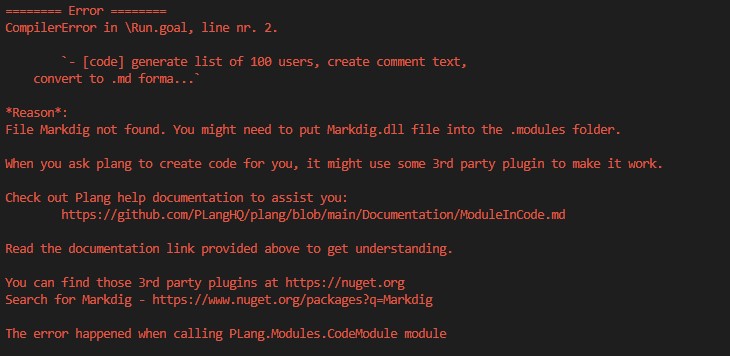 ======== Error ========
CompilerError in \Run.goal, line nr. 2.
`- [code] generate list of 100 users, create comment text,
convert to .md forma...`
*Reason*:
File Markdig not found. You might need to put Markdig.dll file into the .modules folder.
When you ask plang to create code for you, it might use some 3rd party plugin to make it work.
Check out Plang help documentation to assist you:
https://github.com/PLangHQ/plang/blob/main/Documentation/ModuleInCode.md
Read the documentation link provided above to get understanding.
You can find those 3rd party plugins at https://nuget.org
Search for Markdig - https://www.nuget.org/packages?q=Markdig
The error happened when calling PLang.Modules.CodeModule module